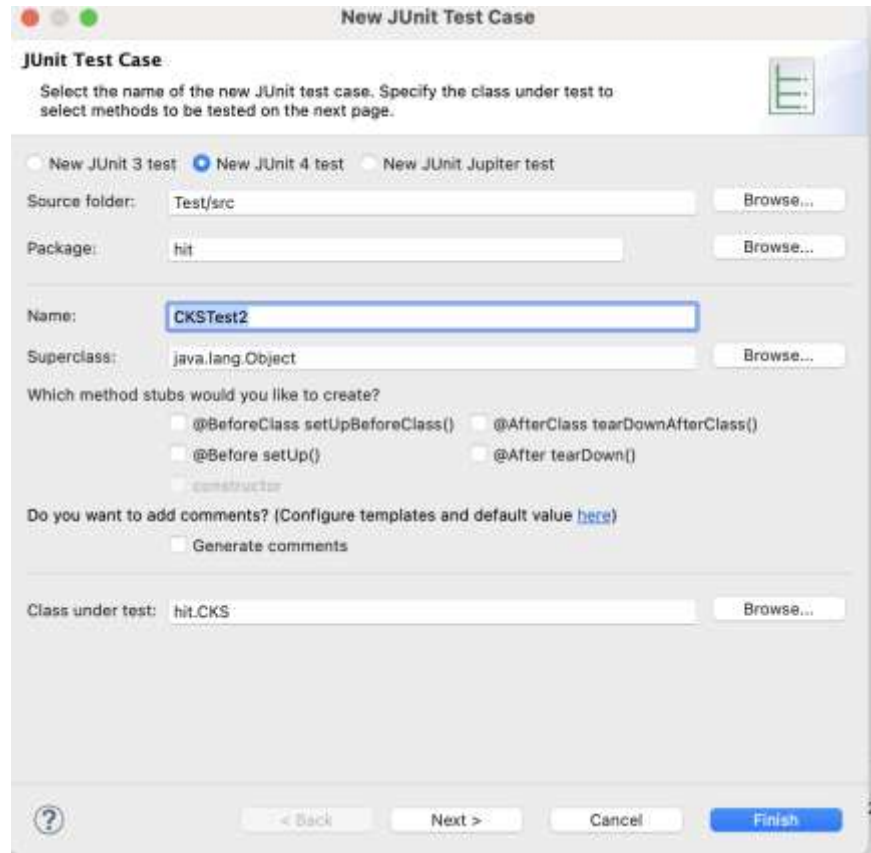 New JUnit Test Case
JUnit Test Case
Select the name of the new JUnit test case. Specify the class under test to
select methods to be tested on the next page.
New JUnit 3 test New JUnit 4 test New JUnit Jupiter test
Source folder: Test/src Browse...
Package: hit Browse...
Name: CKSTest2
Superclass: java.lang.Object Browse...
Which method stubs would you like to create?
@BeforeClass setUpBeforeClass() @AfterClass tearDownAfterClass()
@Before setUp() @After tearDown()
constructor
Do you want to add comments? (Configure templates and default value here)
Generate comments
Class under test: hit.CKS Browse...
? < Back Next > Cancel Finish